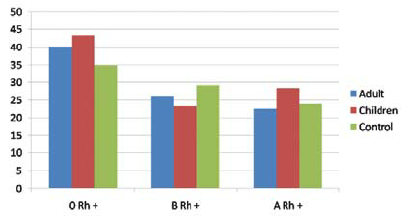 50
45
40
35
30
25
20
15
10
5
0
O Rh +
B Rh +
A Rh +
Adult
Children
Control